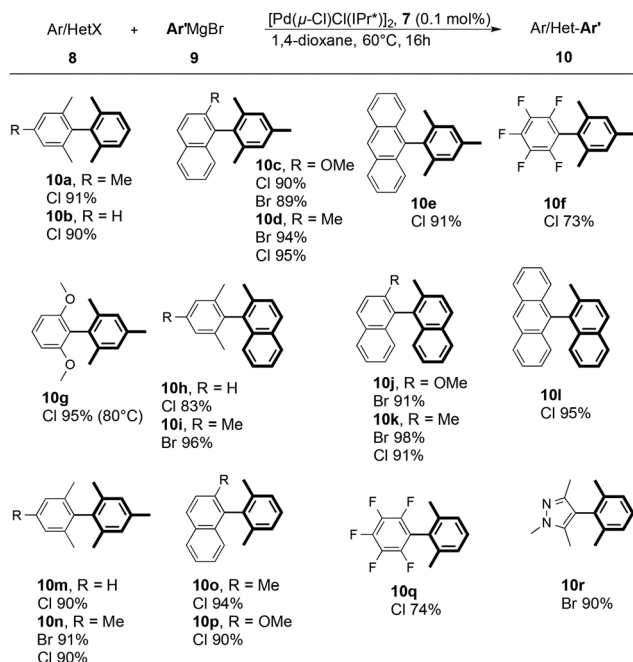 Ar/HetX + Ar'MgBr [Pd(μ-Cl)Cl(IPr*)]2, 7 (0.1 mol%) Ar/Het-Ar'
8 9 1,4-dioxane, 60°C, 16h 10
R
10a, R = Me
Cl 91%
10b, R = H
Cl 90%
R
10c, R = OMe
Cl 90%
Br 89%
10d, R = Me
Br 94%
Cl 95%
10e
Cl 91%
F F
F
F F
10f
Cl 73%
O
O
10g
Cl 95% (80°C)
R
10h, R = H
Cl 83%
10i, R = Me
Br 96%
R
10j, R = OMe
Br 91%
10k, R = Me
Br 98%
Cl 91%
10l
Cl 95%
R
10m, R = H
Cl 90%
10n, R = Me
Br 91%
Cl 90%
R
10o, R = Me
Cl 94%
10p, R = OMe
Cl 90%
F F
F
F F
10q
Cl 74%
N
N
10r
Br 90%